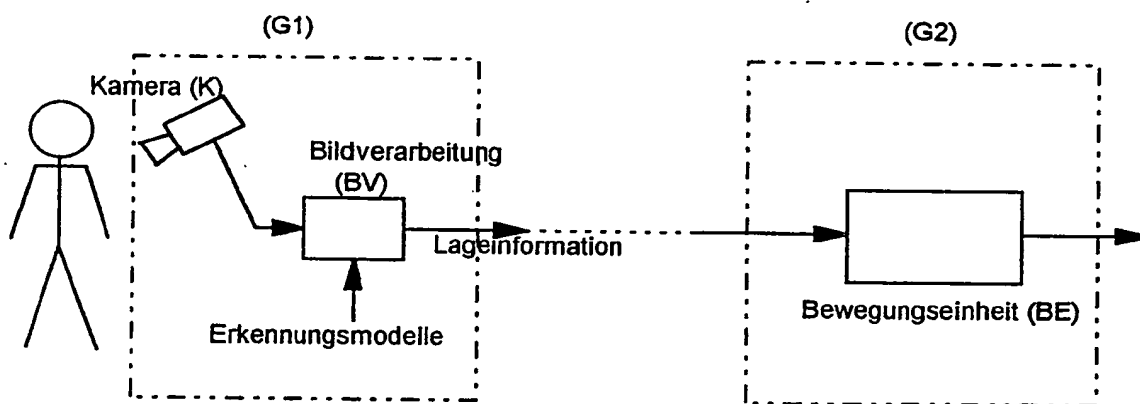 (G1)
(G2)
Kamera (K)
Bildverarbeitung
(BV)
Lageinformation
Bewegungseinheit (BE)
Erkennungsmodelle